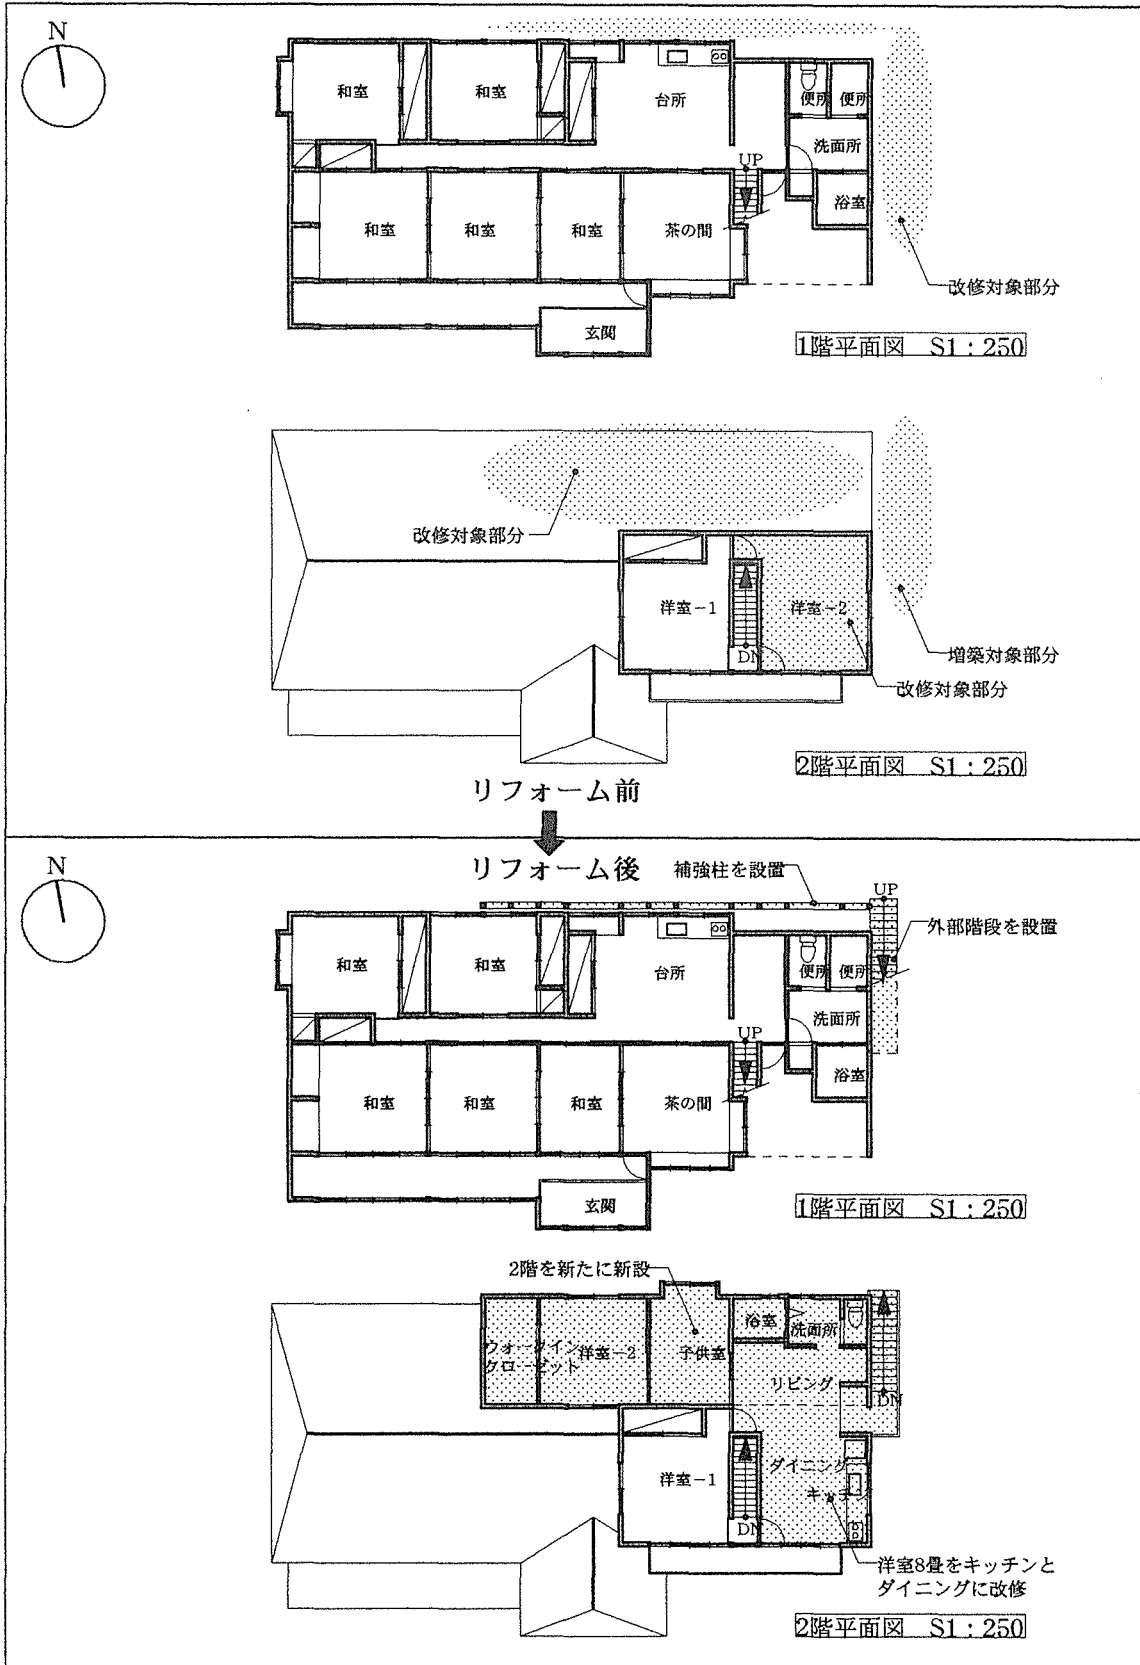 N
和室
和室
台所
便所
便所
洗面所
UP
浴室
和室
和室
和室
茶の間
改修対象部分
玄関
1階平面図 S1:250
改修対象部分
洋室-1
洋室-2
DN
増築対象部分
改修対象部分
2階平面図 S1:250
リフォーム前
リフォーム後
N
補強柱を設置
UP
外部階段を設置
和室
和室
台所
便所
便所
洗面所
UP
浴室
和室
和室
和室
茶の間
玄関
1階平面図 S1:250
2階を新たに新設
浴室
洗面所
ウォークイン
クローゼット
洋室-2
子供室
リビング
DN
洋室-1
ダイニング
キッチン
DN
洋室8畳をキッチンと
ダイニングに改修
2階平面図 S1:250